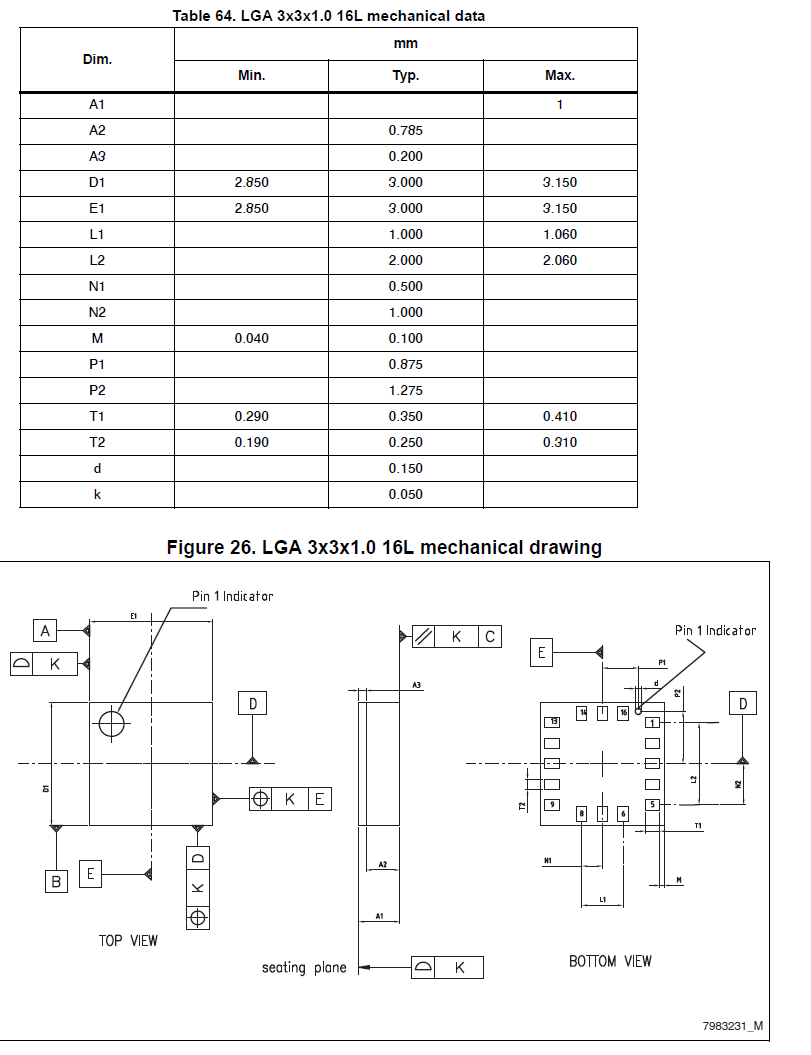 Table 64. LGA 3x3x1.0 16L mechanical data
Dim. mm
Min. Typ. Max.
A1 1
A2 0.785
A3 0.200
D1 2.850 3.000 3.150
E1 2.850 3.000 3.150
L1 1.000 1.060
L2 2.000 2.060
N1 0.500
N2 1.000
M 0.040 0.100
P1 0.875
P2 1.275
T1 0.290 0.350 0.410
T2 0.190 0.250 0.310
d 0.150
k 0.050
Figure 26. LGA 3x3x1.0 16L mechanical drawing
Pin 1 Indicator
E1
A
K
D
D1
K E
D
K
B
E
TOP VIEW
K C
A3
A2
A1
seating plane
K
Pin 1 Indicator
E
P1
d
P2
D
14 16
13 1
L2
N2
T2
9 5
8 6
T1
N1
M
L1
BOTTOM VIEW
7983231_M